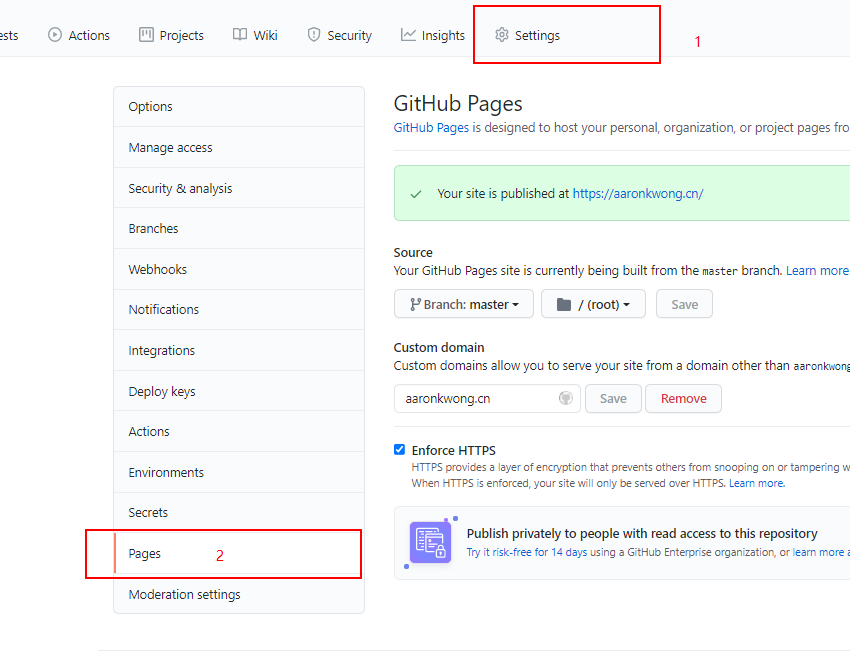 ests Actions Projects Wiki Security Insights Settings 1
Options
Manage access
Security & analysis
Branches
Webhooks
Notifications
Integrations
Deploy keys
Actions
Environments
Secrets
Pages 2
Moderation settings
GitHub Pages
GitHub Pages is designed to host your personal, organization, or project pages fro
Your site is published at https://aaronkwong.cn/
Source
Your GitHub Pages site is currently being built from the master branch. Learn more
Branch: master / (root) Save
Custom domain
Custom domains allow you to serve your site from a domain other than aaronkwong
aaronkwong.cn Save Remove
Enforce HTTPS
HTTPS provides a layer of encryption that prevents others from snooping on or tampering w
When HTTPS is enforced, your site will only be served over HTTPS. Learn more.
Publish privately to people with read access to this repository
Try it risk-free for 14 days using a GitHub Enterprise organization, or learn more a